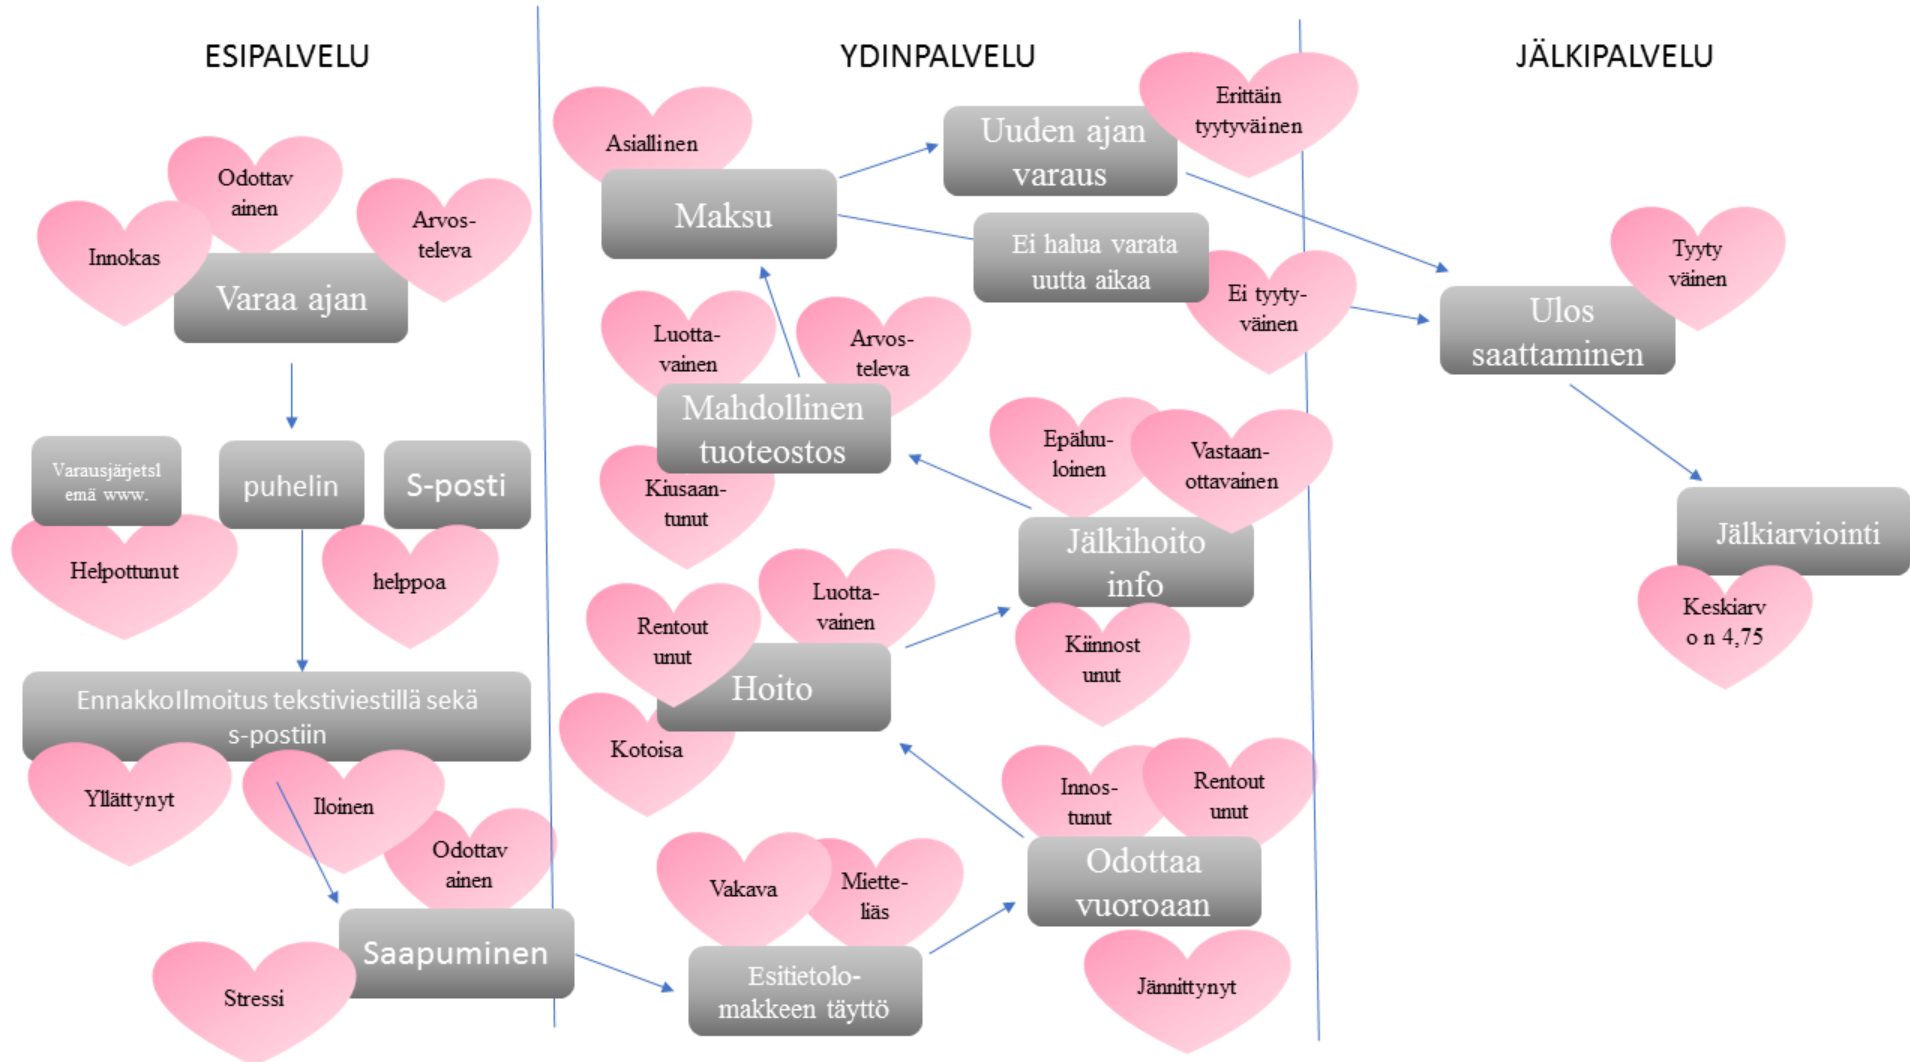 ESIPALVELU
Odottav
ainen
Innokas
Arvos-
televa
Varaa ajan
Varausjärjetsl
emä www.
puhelin
S-posti
Helpottunut
helppoa
EnnakkoIlmoitus tekstiviestillä sekä
s-postiin
Yllättynyt
Iloinen
Odottav
ainen
Saapuminen
Stressi
YDINPALVELU
Asiallinen
Maksu
Uuden ajan
varaus
Erittäin
tyytyväinen
Ei halua varata
uutta aikaa
Ei tyyty-
väinen
Luotta-
vainen
Arvos-
televa
Mahdollinen
tuoteostos
Kiusaan-
tunut
Epäluu-
loinen
Vastaan-
ottavainen
Jälkihoito
info
Kiinnost
unut
Luotta-
vainen
Rentout
unut
Hoito
Kotoisa
Innos-
tunut
Rentout
unut
Odottaa
vuoroaan
Jännittynyt
Vakava
Miette-
liäs
Esitietolo-
makkeen täyttö
JÄLKIPALVELU
Tyyty
väinen
Ulos
saattaminen
Jälkiarviointi
Keskiarv
o n 4,75